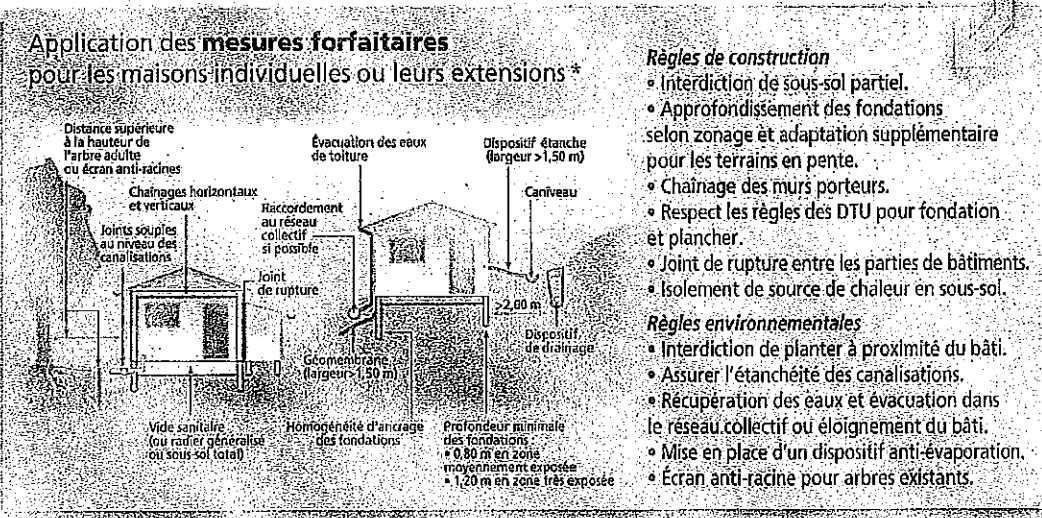 Application des mesures forfaitaires
pour les maisons individuelles ou leurs extensions *
Distance supérieure
à la hauteur de
l'arbre adulte
ou écran anti-racines
Chaînages horizontaux
et verticaux
Joints souples
au niveau des
canalisations
Raccordement
au réseau
collectif
si possible
Joint
de rupture
Évacuation des eaux
de toiture
Dispositif étanche
(largeur >1,50 m)
Caniveau
>2,00 m
Dispositif
de drainage
Géomembrane
(largeur>1,50 m)
Vide sanitaire
(ou radier généralisé
ou sous-sol total)
Homogénéité d'ancrage
des fondations
Profondeur minimale
des fondations :
• 0,80 m en zone
moyennement exposée
• 1,20 m en zone très exposée
Règles de construction
• Interdiction de sous-sol partiel.
• Approfondissement des fondations
selon zonage et adaptation supplémentaire
pour les terrains en pente.
• Chaînage des murs porteurs.
• Respect les règles des DTU pour fondation
et plancher.
• Joint de rupture entre les parties de bâtiments.
• Isolement de source de chaleur en sous-sol.
Règles environnementales
• Interdiction de planter à proximité du bâti.
• Assurer l'étanchéité des canalisations.
• Récupération des eaux et évacuation dans
le réseau collectif ou éloignement du bâti.
• Mise en place d'un dispositif anti-évaporation.
• Écran anti-racine pour arbres existants.